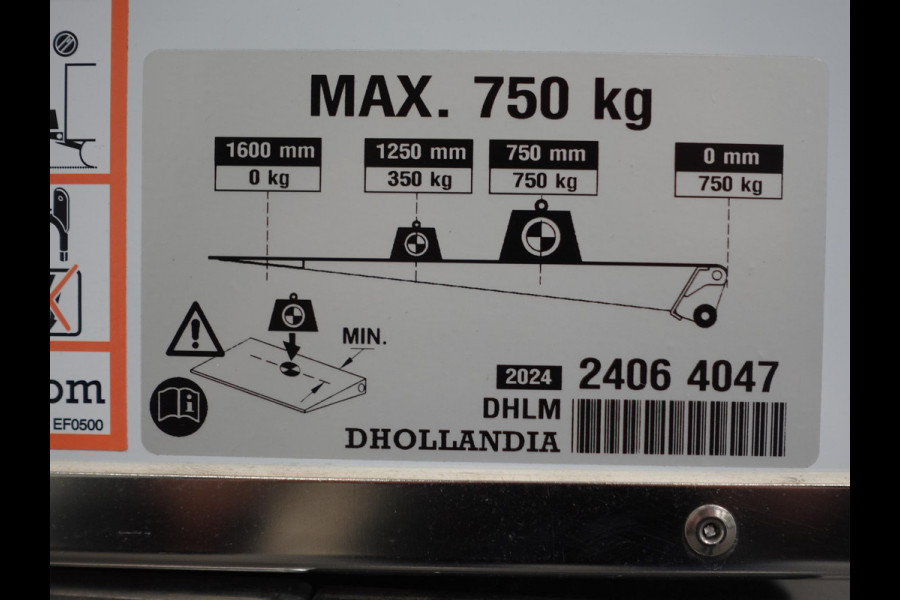 MAX. 750 kg
1600 mm
0 kg
1250 mm
350 kg
750 mm
750 kg
0 mm
750 kg
MIN.
2024 2406 4047
DHLM
DHOLLANDIA
om
EF0500